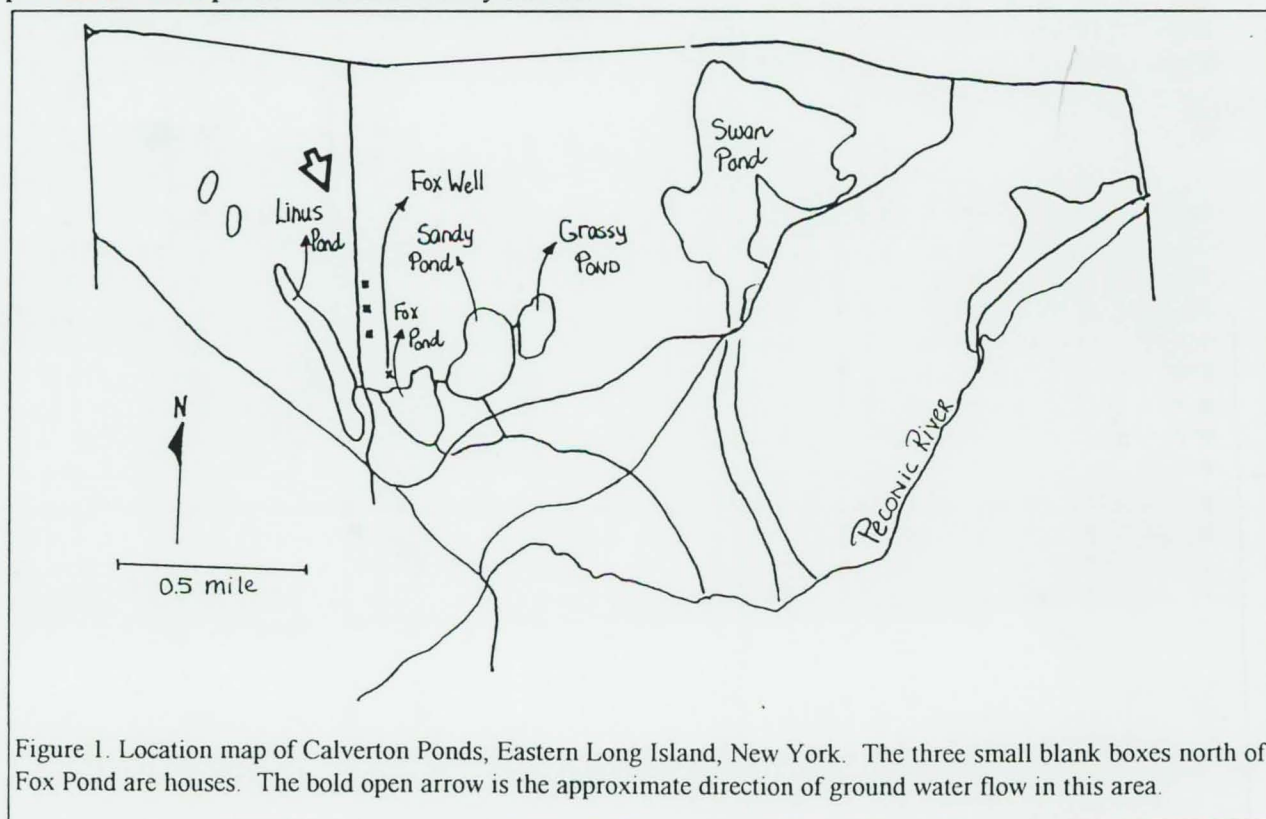 Swan
Pond
Fox Well
Linus
Pond
Sandy
Pond
Grassy
POND
Fox
Pond
N
0.5 mile
PECONIC RIVER
Figure 1. Location map of Calverton Ponds, Eastern Long Island, New York. The three small blank boxes north of
Fox Pond are houses. The bold open arrow is the approximate direction of ground water flow in this area.